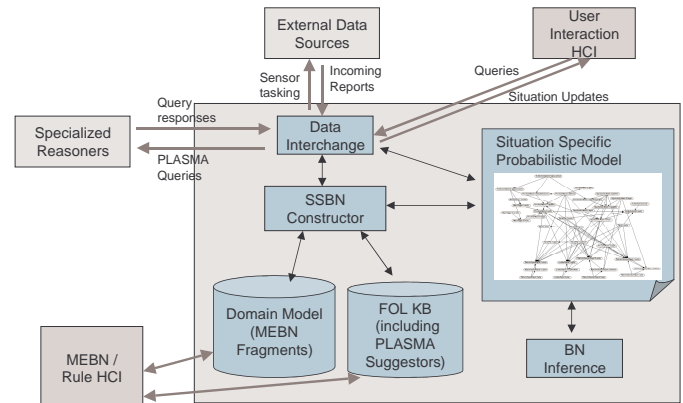 External Data
Sources
User
Interaction
HCI
Sensor
tasking
Incoming
Reports
Queries
Situation Updates
Query
responses
Specialized
Reasoners
PLASMA
Queries
Data
Interchange
Situation Specific
Probabilistic Model
SSBN
Constructor
Domain Model
(MEBN
Fragments)
FOL KB
(including
PLASMA
Suggestors)
BN
Inference
MEBN /
Rule HCI